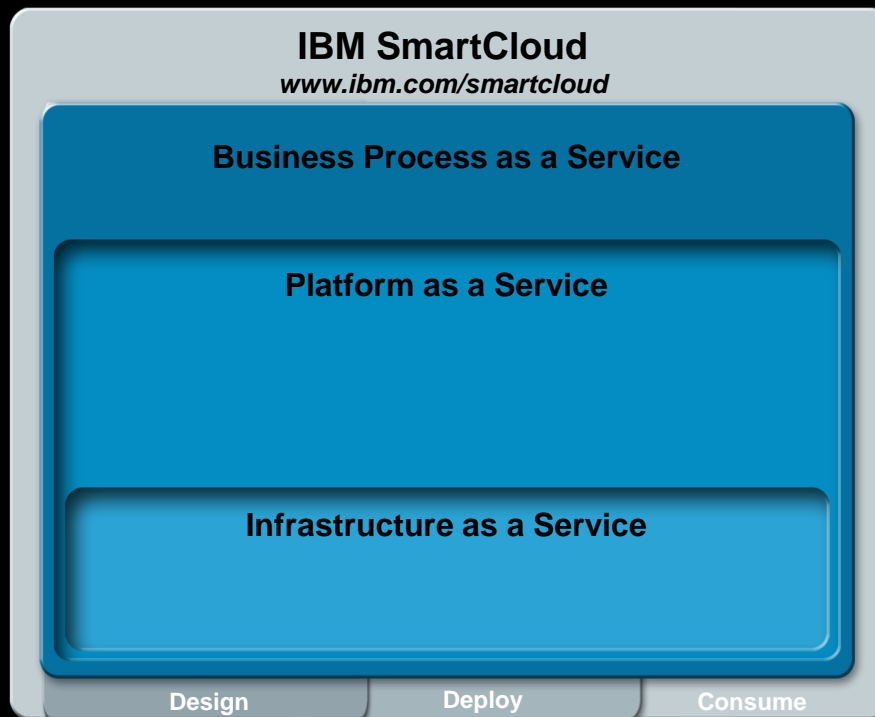 IBM SmartCloud
www.ibm.com/smartcloud
Business Process as a Service
Platform as a Service
Infrastructure as a Service
Design
Deploy
Consume